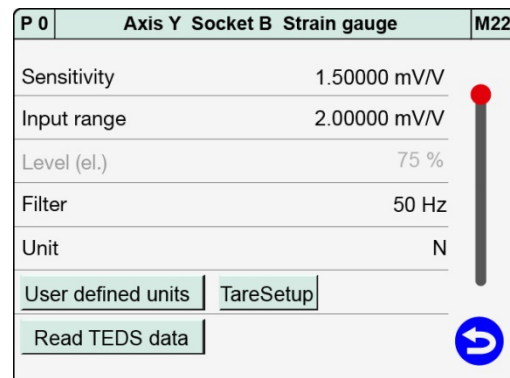 P 0 Axis Y Socket B Strain gauge M22
Sensitivity 1.50000 mV/V
Input range 2.00000 mV/V
Level (el.) 75 %
Filter 50 Hz
Unit N
User defined units TareSetup
Read TEDS data